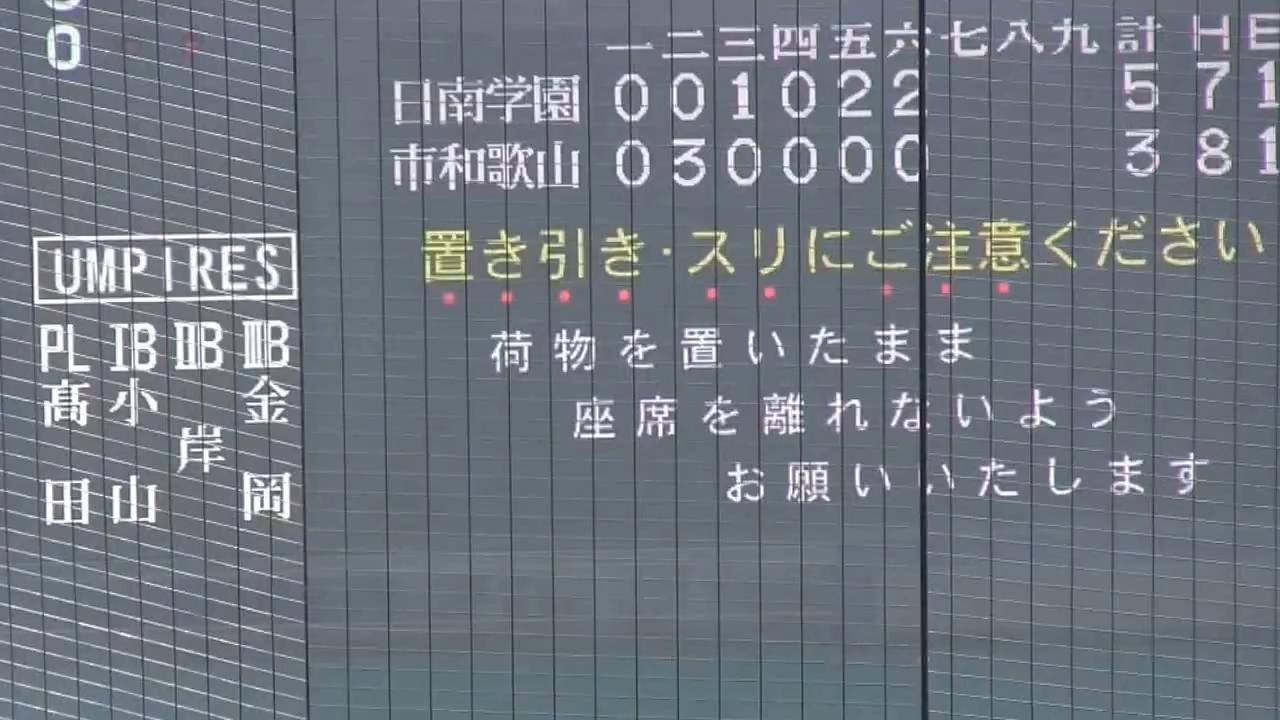 0
一 二 三 四 五 六 七 八 九 計 H E
日南学園 0 0 1 0 2 2 5 7 1
市和歌山 0 3 0 0 0 0 3 8 1
置き引き・スリにご注意ください
荷物を置いたまま
座席を離れないよう
お願いいたします
UMPIRES
PL IB ⅡB ⅢB
髙田 小山 岸 金岡